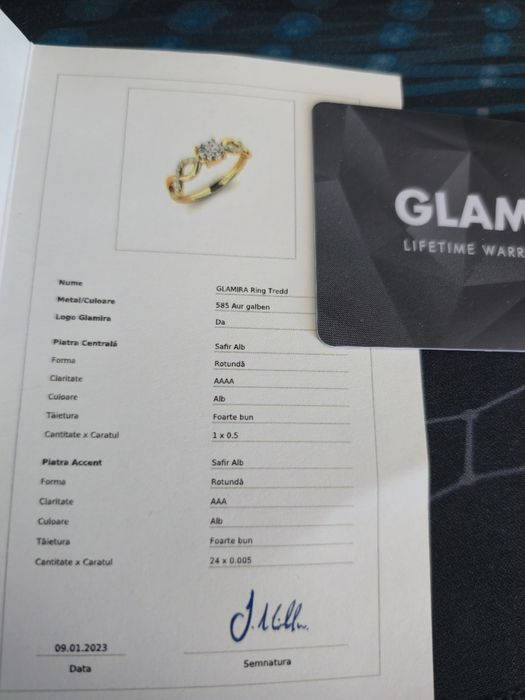 GLAM
LIFETIME WARR
Nume GLAMIRA Ring Tredd
Metal/Culoare 585 Aur galben
Logo Glamira Da
Piatra Centrală Safir Alb
Forma Rotundă
Claritate AAAA
Culoare Alb
Tăietura Foarte bun
Cantitate x Caratul 1 x 0.5
Piatra Accent Safir Alb
Forma Rotundă
Claritate AAA
Culoare Alb
Tăietura Foarte bun
Cantitate x Caratul 24 x 0.005
09.01.2023
Data Semnatura